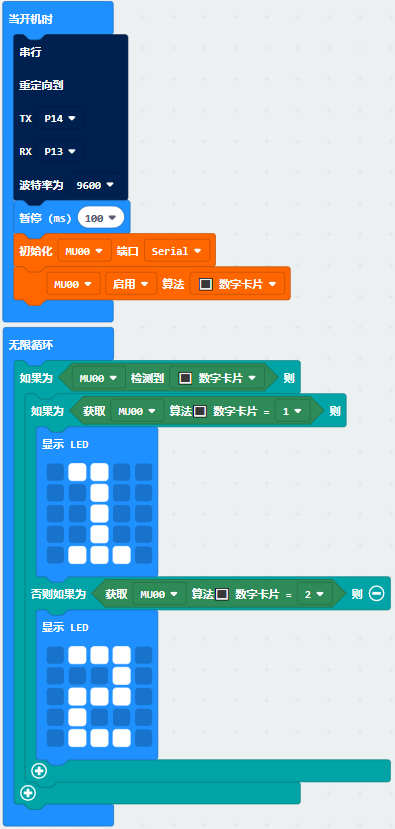 当开机时
串行
重定向到
TX P14
RX P13
波特率为 9600
暂停 (ms) 100
初始化 MU00 端口 Serial
MU00 启用 算法 数字卡片
无限循环
如果为 MU00 检测到 数字卡片 则
如果为 获取 MU00 算法 数字卡片 = 1 则
显示 LED
否则如果为 获取 MU00 算法 数字卡片 = 2 则
显示 LED